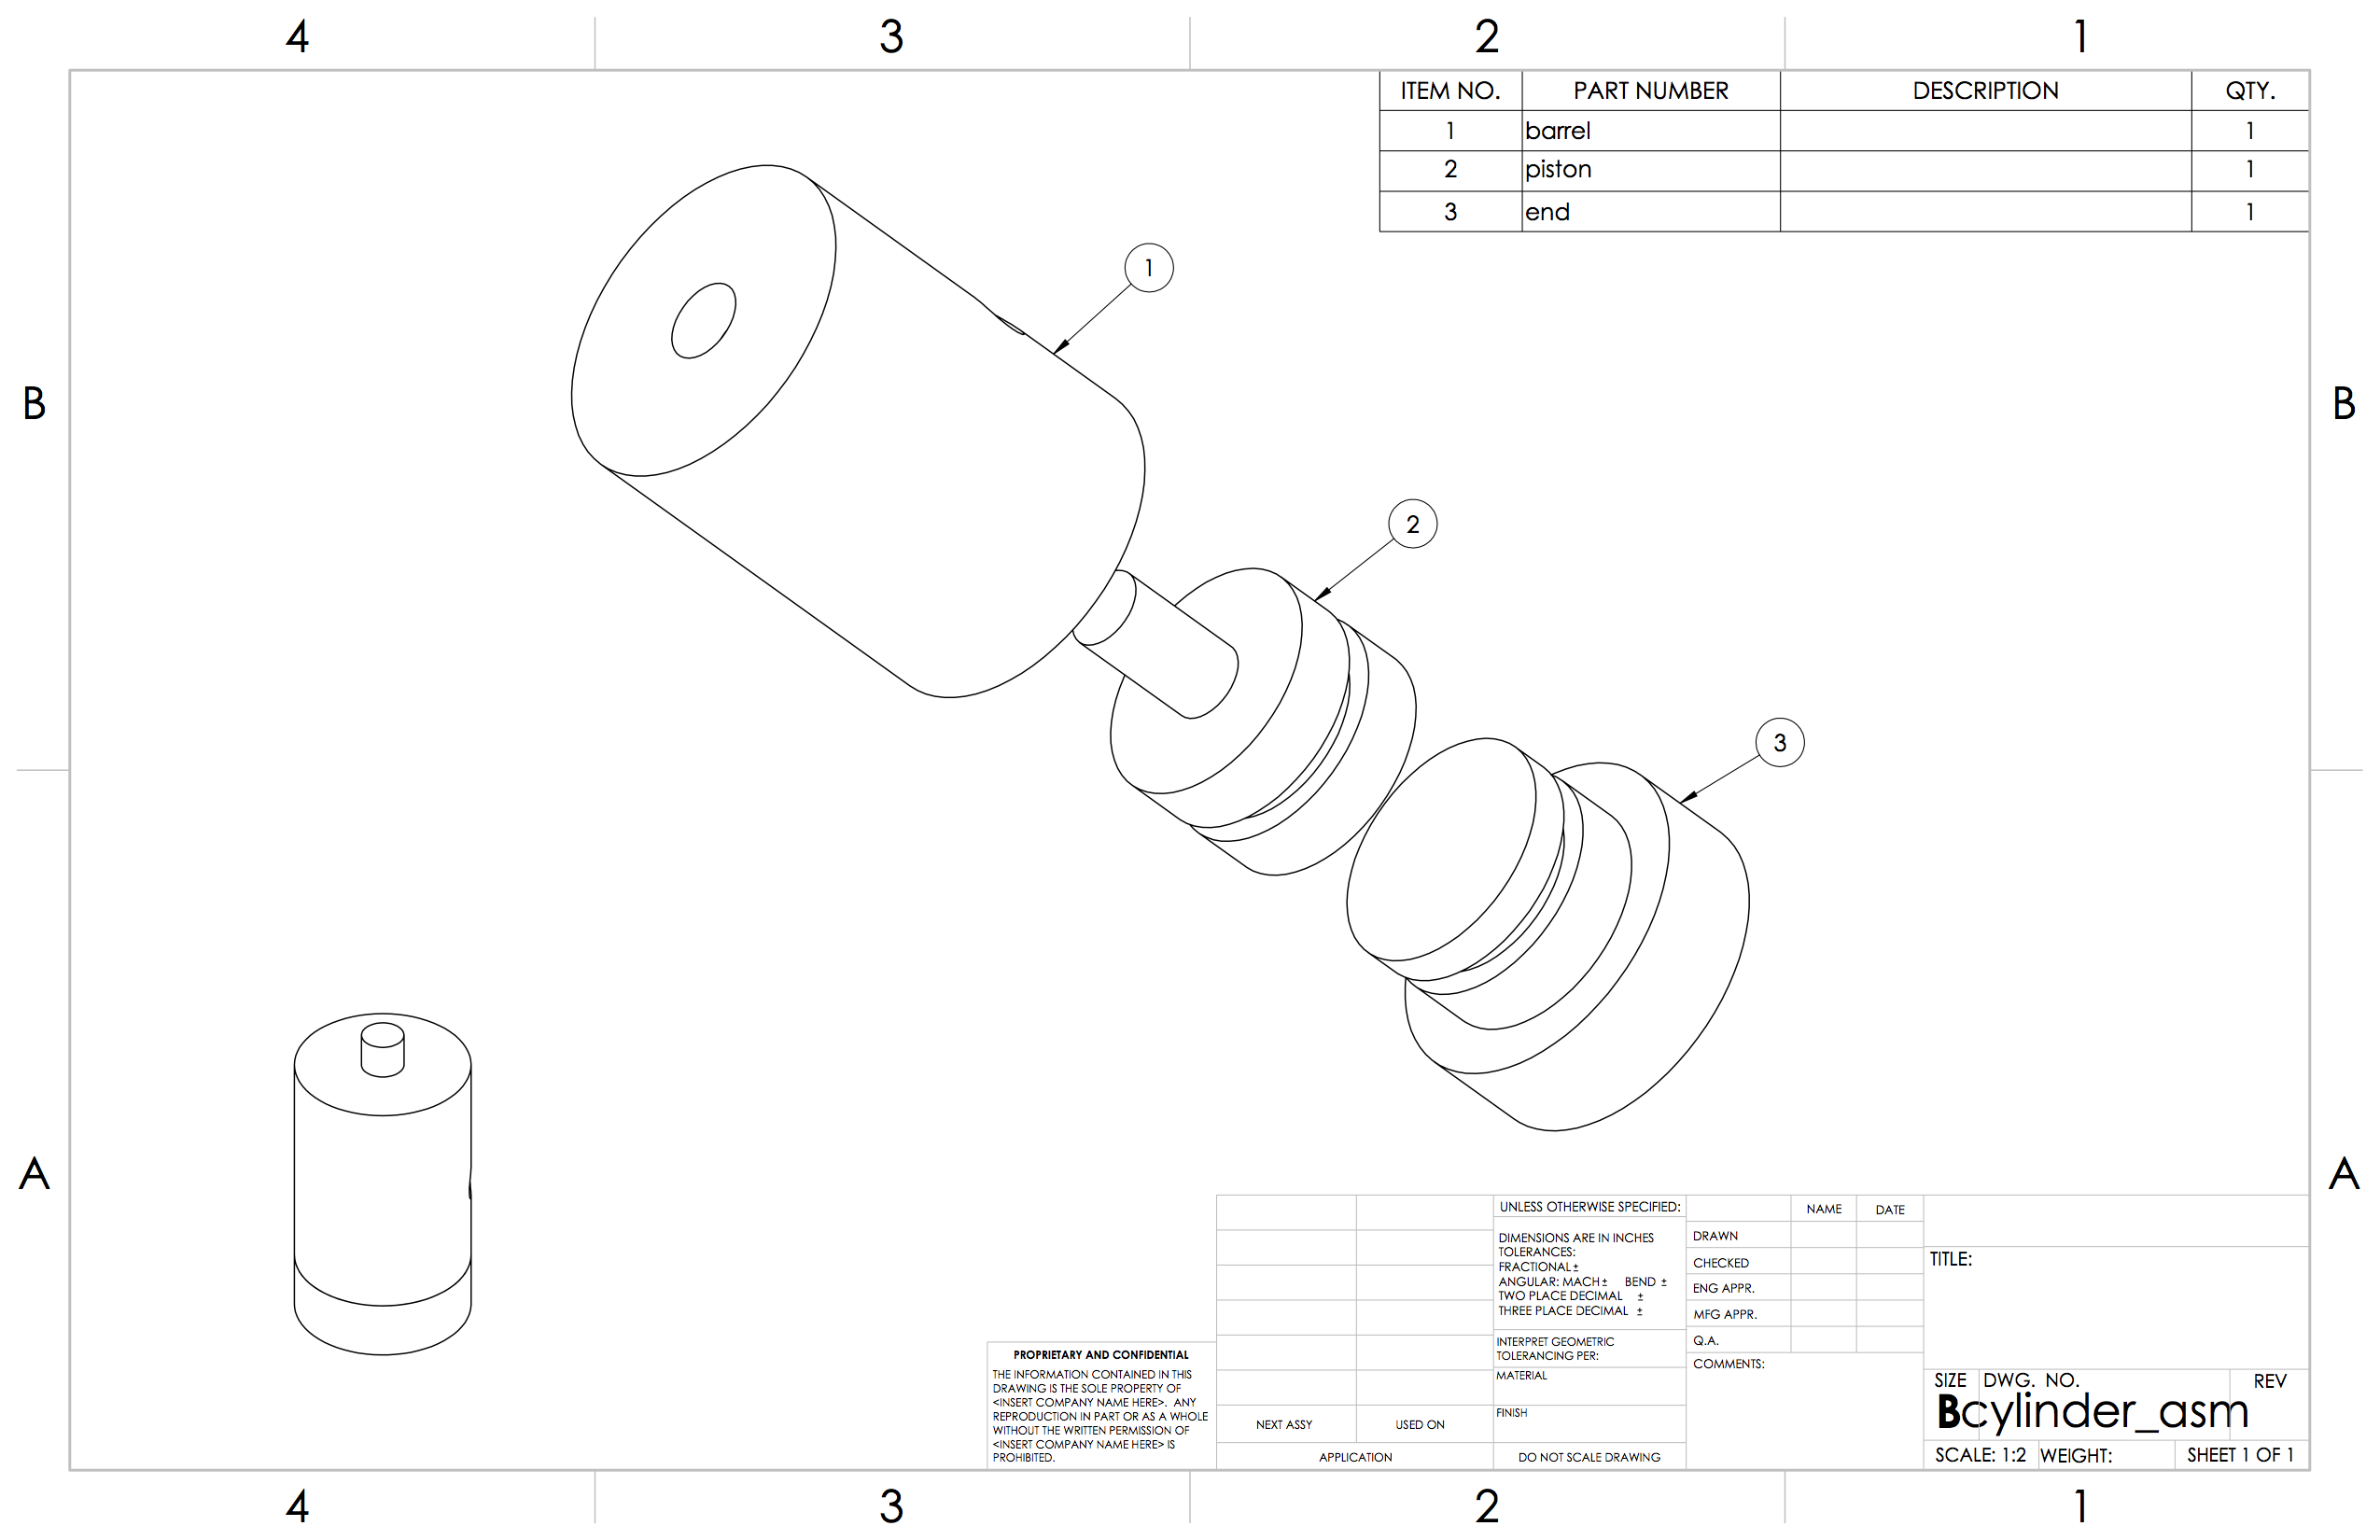 4 3 2 1
ITEM NO. PART NUMBER DESCRIPTION QTY.
1 barrel 1
2 piston 1
3 end 1
1
B B
2
3
A A
UNLESS OTHERWISE SPECIFIED:
DIMENSIONS ARE IN INCHES
TOLERANCES:
FRACTIONAL±
ANGULAR: MACH± BEND ±
TWO PLACE DECIMAL ±
THREE PLACE DECIMAL ±
INTERPRET GEOMETRIC
TOLERANCING PER:
MATERIAL
FINISH
DO NOT SCALE DRAWING
NAME DATE
DRAWN
CHECKED
ENG APPR.
MFG APPR.
Q.A.
COMMENTS:
TITLE:
SIZE DWG. NO. REV
B cylinder_asm
SCALE: 1:2 WEIGHT: SHEET 1 OF 1
PROPRIETARY AND CONFIDENTIAL
THE INFORMATION CONTAINED IN THIS
DRAWING IS THE SOLE PROPERTY OF
<INSERT COMPANY NAME HERE>. ANY
REPRODUCTION IN PART OR AS A WHOLE
WITHOUT THE WRITTEN PERMISSION OF
<INSERT COMPANY NAME HERE> IS
PROHIBITED.
NEXT ASSY USED ON
APPLICATION
4 3 2 1